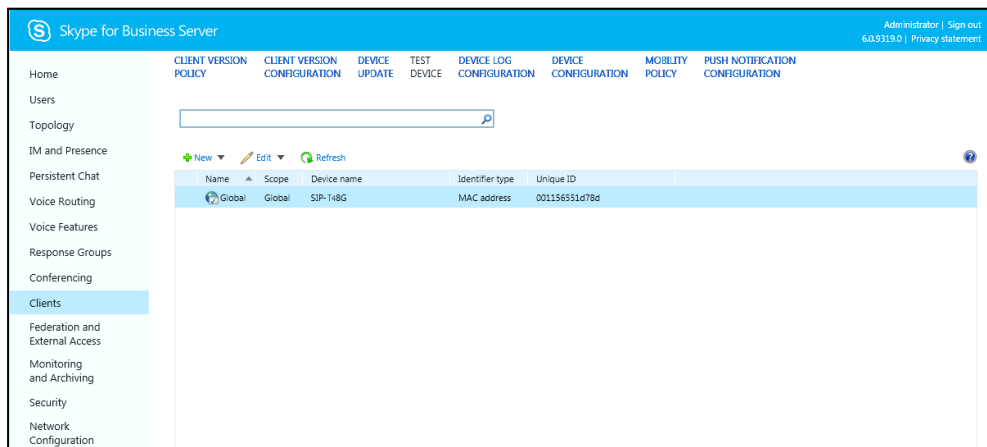 Skype for Business Server
Administrator | Sign out
6.0.9319.0 | Privacy statement
Home
Users
Topology
IM and Presence
Persistent Chat
Voice Routing
Voice Features
Response Groups
Conferencing
Clients
Federation and
External Access
Monitoring
and Archiving
Security
Network
Configuration
CLIENT VERSION POLICY
CLIENT VERSION CONFIGURATION
DEVICE UPDATE
TEST DEVICE
DEVICE LOG CONFIGURATION
DEVICE CONFIGURATION
MOBILITY POLICY
PUSH NOTIFICATION CONFIGURATION
New Edit Refresh
Name Scope Device name Identifier type Unique ID
Global Global SIP-T48G MAC address 001156551d78d